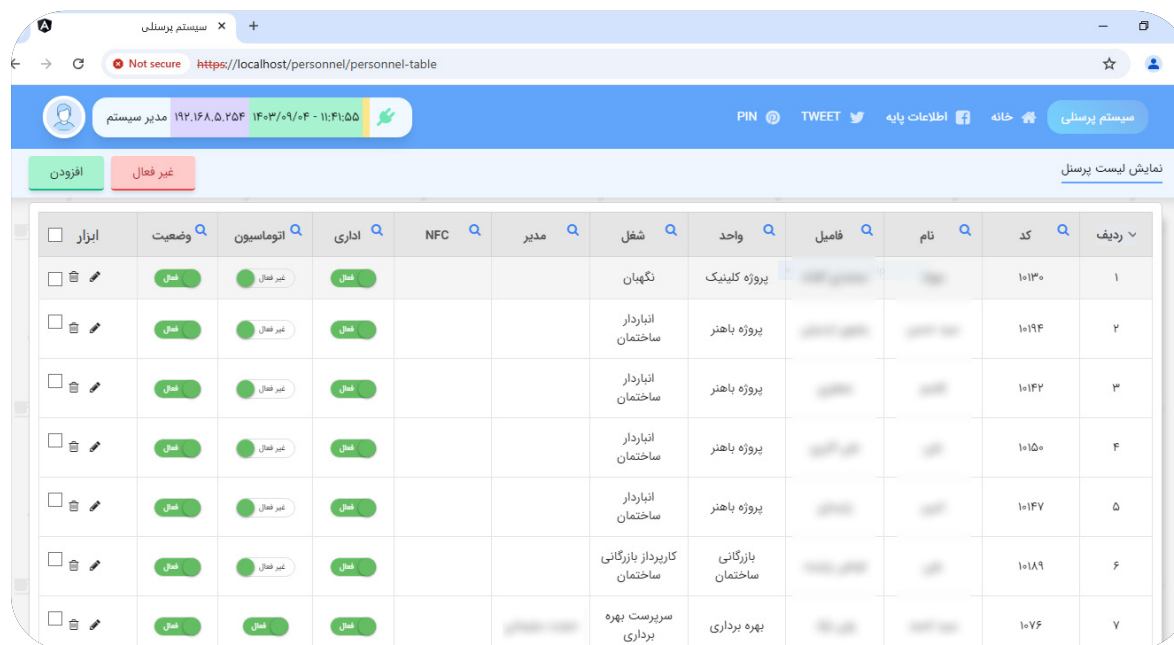 سیستم پرسنلی
Not secure https://localhost/personnel/personnel-table
سیستم پرسنلی خانه اطلاعات پایه TWEET PIN
۱۴۰۳/۰۹/۰۴ - ۱۱:۴۱:۵۵ ۱۹۲.۱۶۸.۵.۲۵۴ مدیر سیستم
نمایش لیست پرسنل غیر فعال افزودن
ردیف کد نام فامیل واحد شغل مدیر NFC اداری اتوماسیون وضعیت ابزار
۱ ۱۰۱۳۰ پروژه کلینیک نگهبان فعال غیر فعال فعال
۲ ۱۰۱۹۴ پروژه باهنر انباردار
ساختمان فعال غیر فعال فعال
۳ ۱۰۱۴۲ پروژه باهنر انباردار
ساختمان فعال غیر فعال فعال
۴ ۱۰۱۵۰ پروژه باهنر انباردار
ساختمان فعال غیر فعال فعال
۵ ۱۰۱۴۷ پروژه باهنر انباردار
ساختمان فعال غیر فعال فعال
۶ ۱۰۱۸۹ بازرگانی کارپرداز بازرگانی
ساختمان ساختمان فعال غیر فعال فعال
۷ ۱۰۰۷۶ بهره برداری سرپرست بهره
برداری فعال فعال فعال